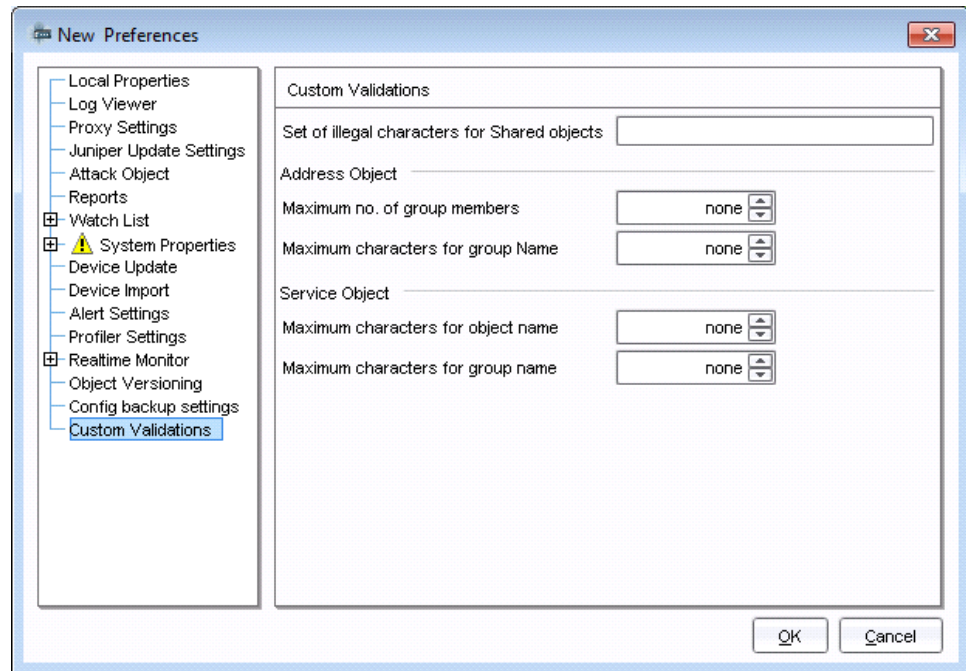 New Preferences
Local Properties
Log Viewer
Proxy Settings
Juniper Update Settings
Attack Object
Reports
Watch List
System Properties
Device Update
Device Import
Alert Settings
Profiler Settings
Realtime Monitor
Object Versioning
Config backup settings
Custom Validations
Custom Validations
Set of illegal characters for Shared objects
Address Object
Maximum no. of group members none
Maximum characters for group Name none
Service Object
Maximum characters for object name none
Maximum characters for group name none
OK Cancel